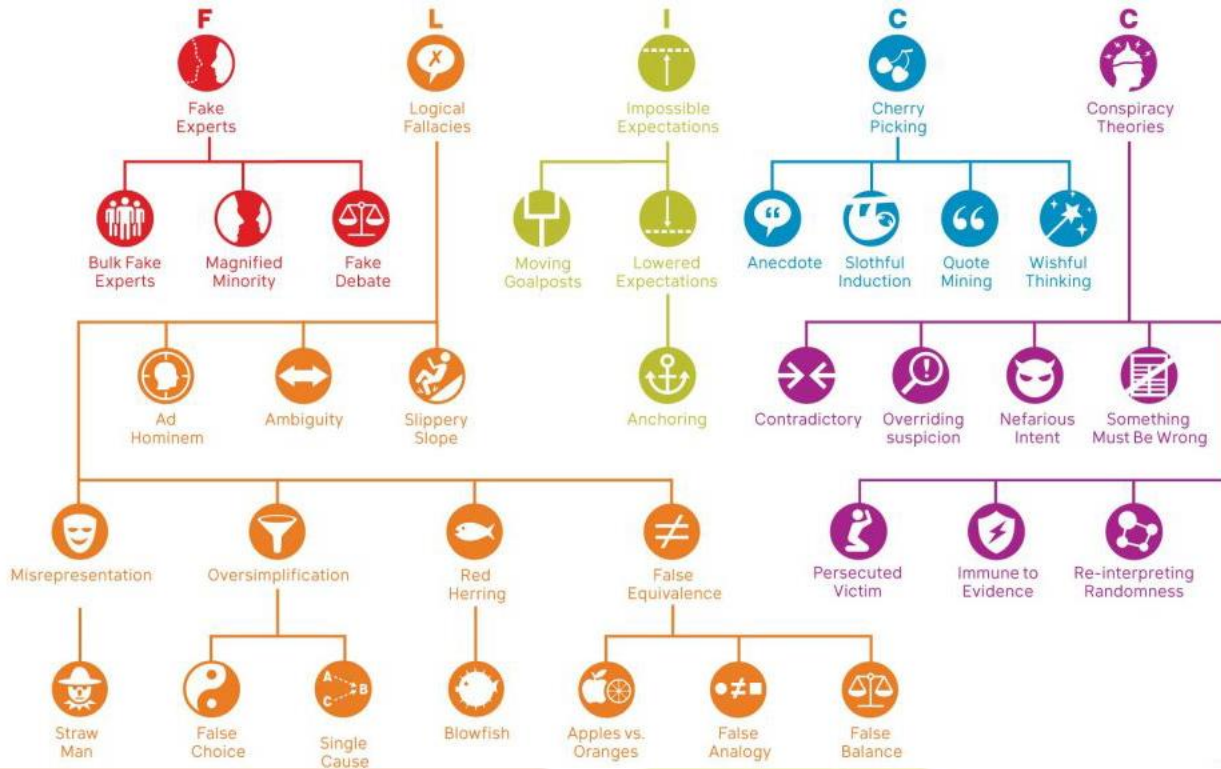 F
L
I
C
C
Fake
Experts
Logical
Fallacies
Impossible
Expectations
Cherry
Picking
Conspiracy
Theories
Bulk Fake
Experts
Magnified
Minority
Fake
Debate
Moving
Goalposts
Lowered
Expectations
Anecdote
Slothful
Induction
Quote
Mining
Wishful
Thinking
Ad
Hominem
Ambiguity
Slippery
Slope
Anchoring
Contradictory
Overriding
suspicion
Nefarious
Intent
Something
Must Be Wrong
Misrepresentation
Oversimplification
Red
Herring
False
Equivalence
Persecuted
Victim
Immune to
Evidence
Re-interpreting
Randomness
Straw
Man
False
Choice
A
B
C
Single
Cause
Blowfish
Apples vs.
Oranges
False
Analogy
False
Balance